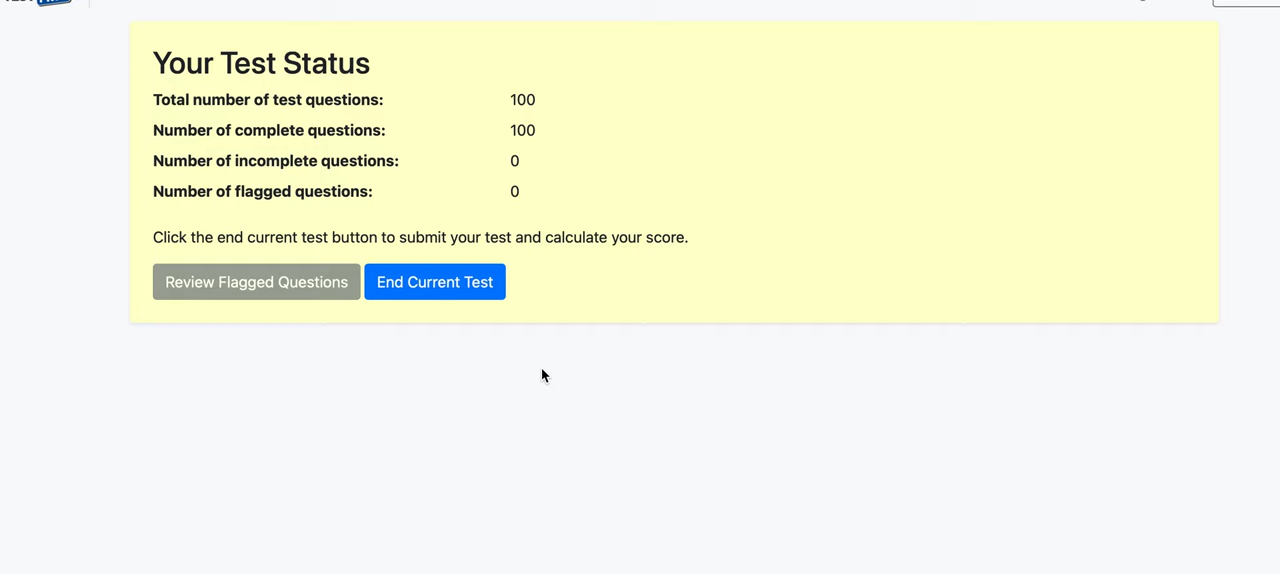 Your Test Status
Total number of test questions: 100
Number of complete questions: 100
Number of incomplete questions: 0
Number of flagged questions: 0
Click the end current test button to submit your test and calculate your score.
Review Flagged Questions End Current Test